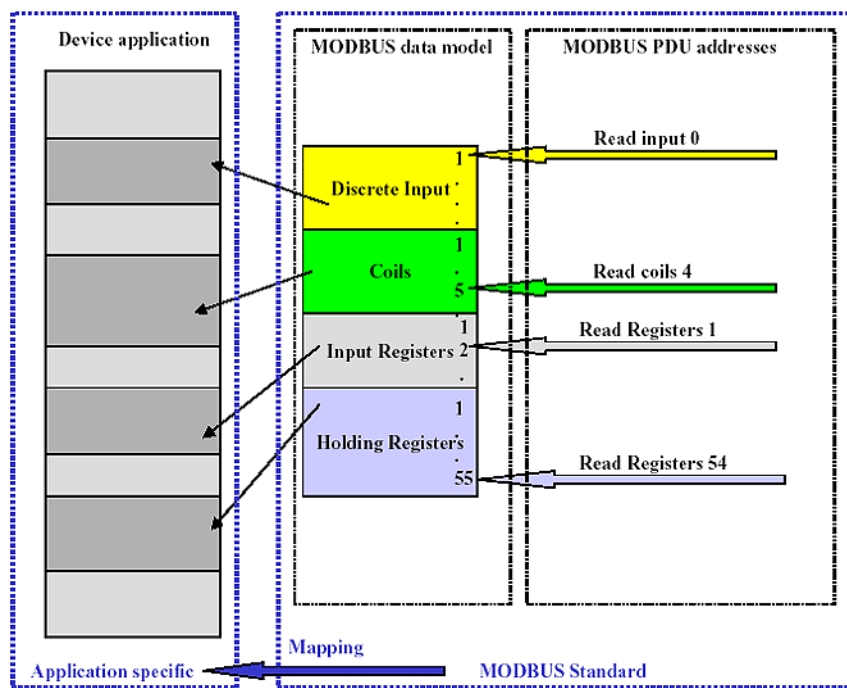 Device application
MODBUS data model
MODBUS PDU addresses
Read input 0
1
.
Discrete Input .
.
1
.
Coils .
Read coils 4
5
.
1
Read Registers 1
Input Registers 2
.
1
.
Holding Registers
.
Read Registers 54
55
Mapping
Application specific
MODBUS Standard